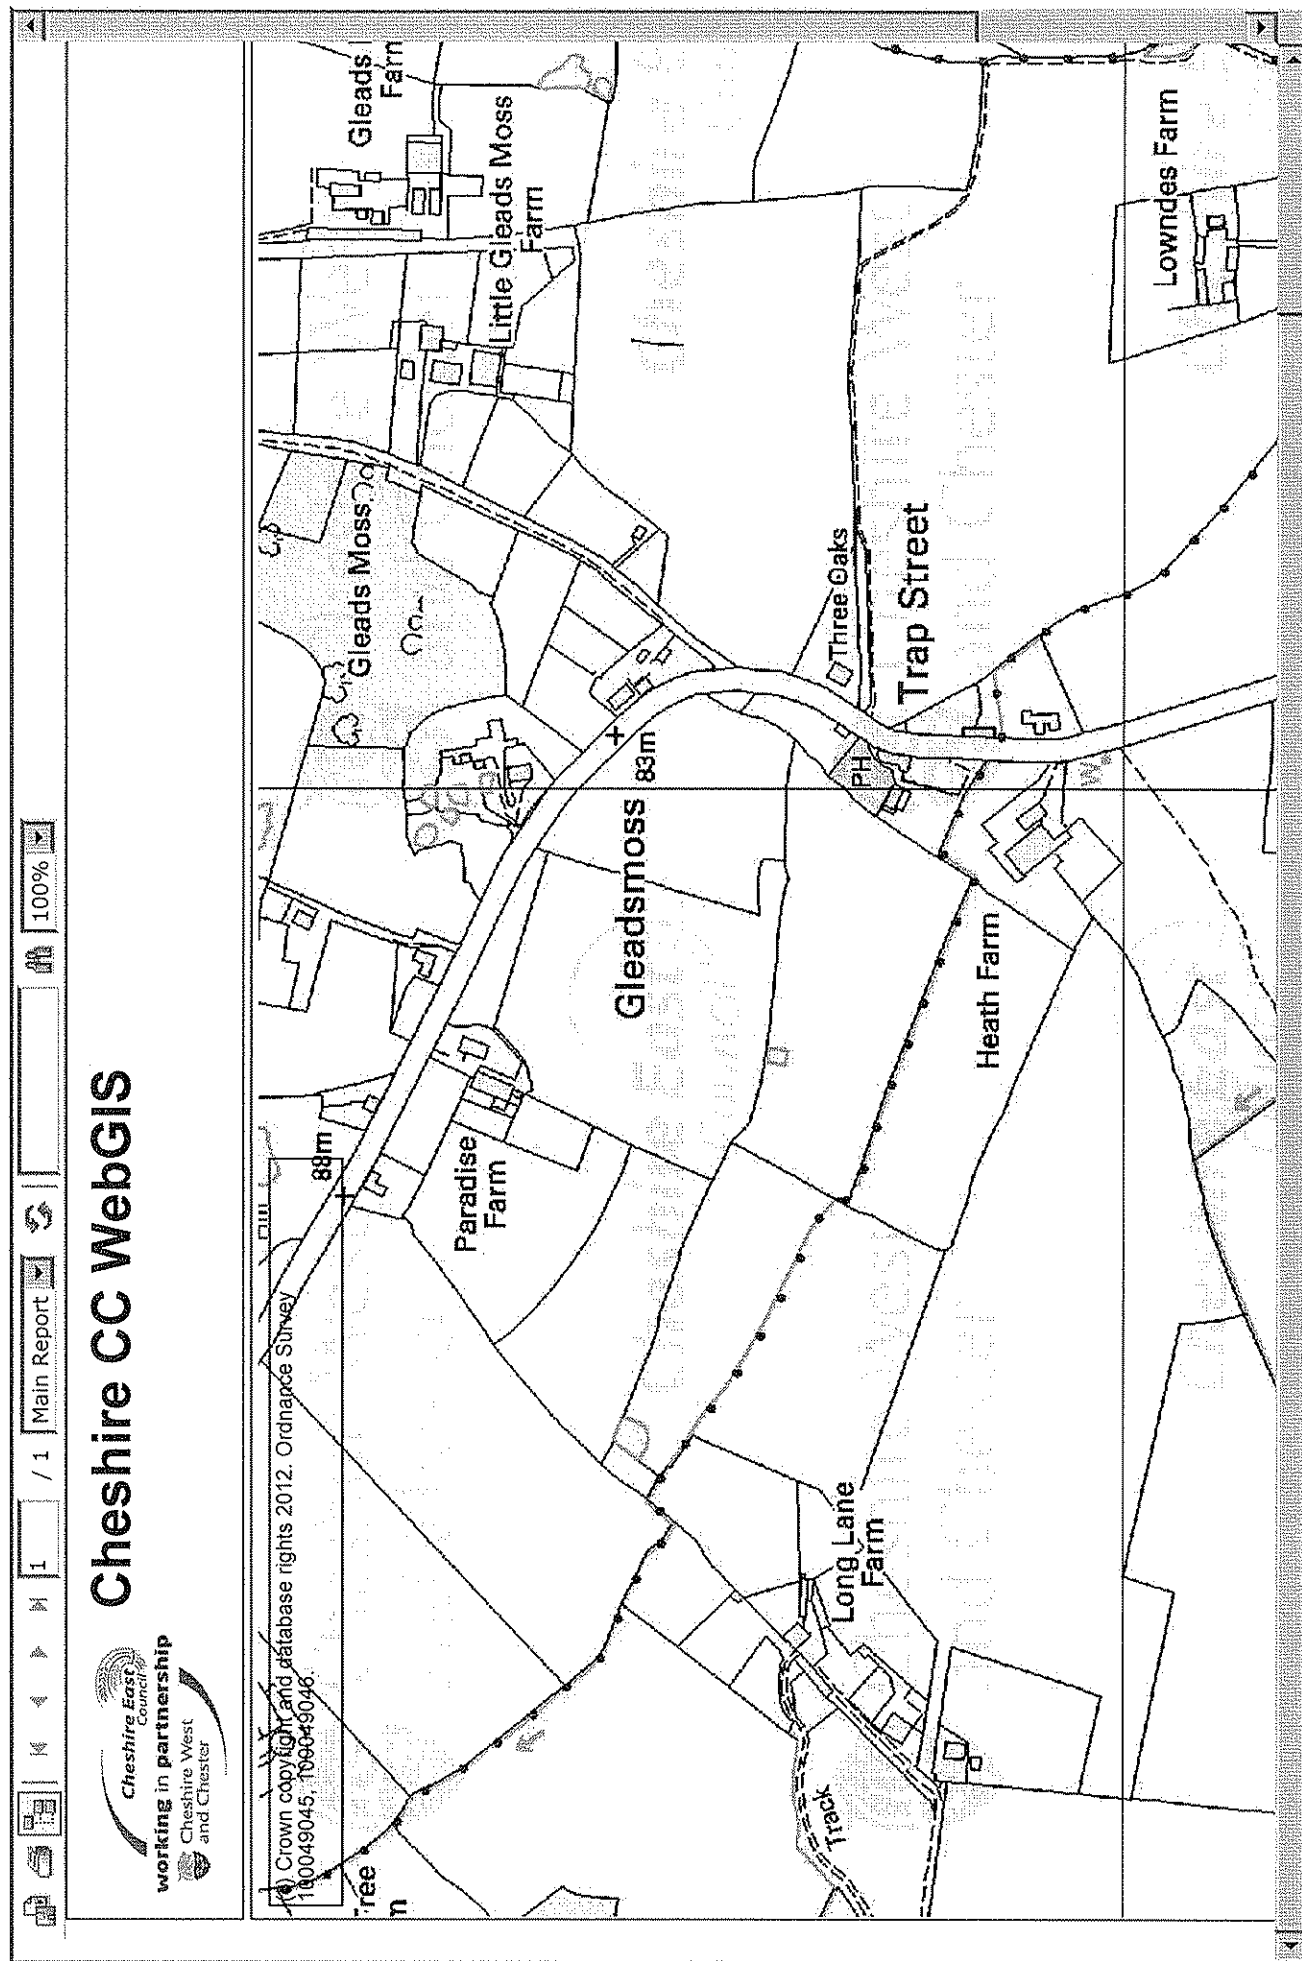 1
/ 1
Main Report
100%
Cheshire East
Council
working in partnership
Cheshire West
and Chester
Cheshire CC WebGIS
(c) Crown copyright and database rights 2012. Ordnance Survey
100049045, 100049046.
88m
Gleads Moss
Gleads
Farm
Little Gleads Moss
Farm
Paradise
Farm
Gleadsmoss
83m
Three Oaks
PH
Trap Street
Long Lane
Farm
Heath Farm
Track
Lowndes Farm